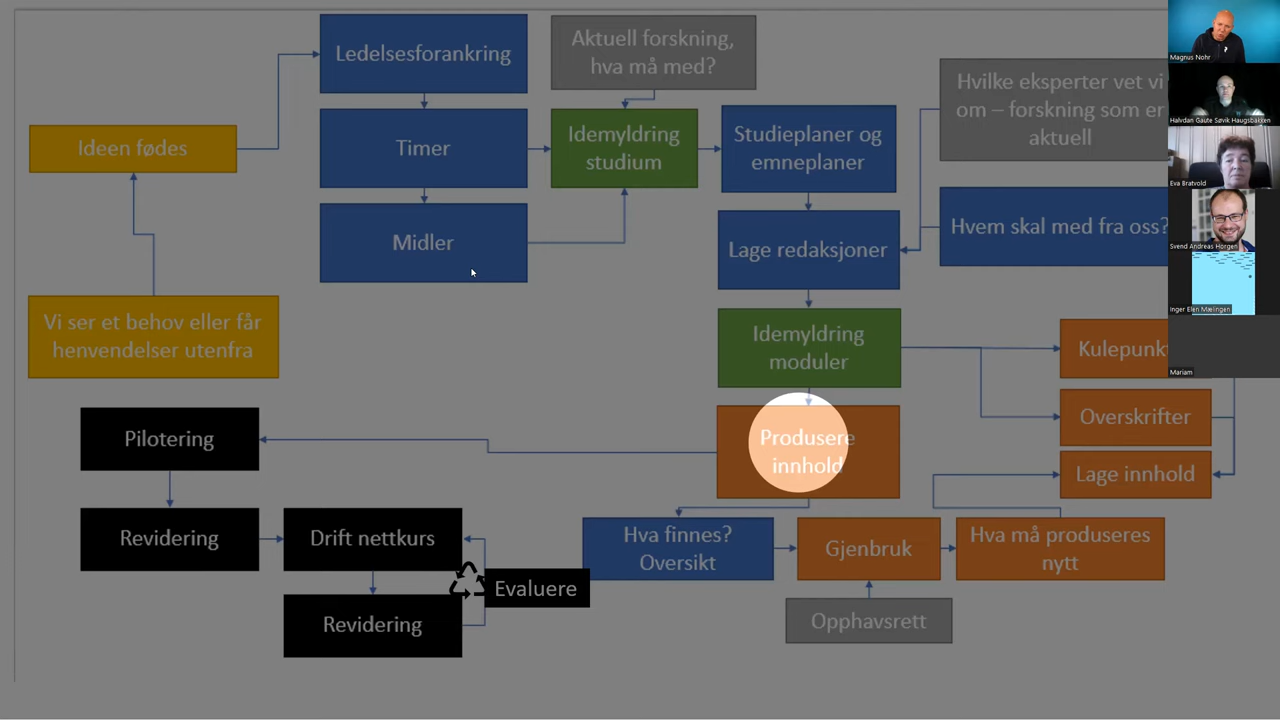 Ledelsesforankring
Aktuell forskning,
hva må med?
Hvilke eksperter vet vi
om – forskning som er
aktuell
Ideen fødes
Timer
Idemyldring
studium
Studieplaner og
emneplaner
Midler
Lage redaksjoner
Hvem skal med fra oss?
Vi ser et behov eller får
henvendelser utenfra
Idemyldring
moduler
Kulepunkt
Overskrifter
Lage innhold
Pilotering
Produsere
innhold
Revidering
Drift nettkurs
Evaluere
Revidering
Hva finnes?
Oversikt
Gjenbruk
Hva må produseres
nytt
Opphavsrett
Magnus Nohr
Halvdan Gaute Søvik Haugsbakken
Eva Bratvold
Svend Andreas Horgen
Inger Elén Mælingen
Mariam